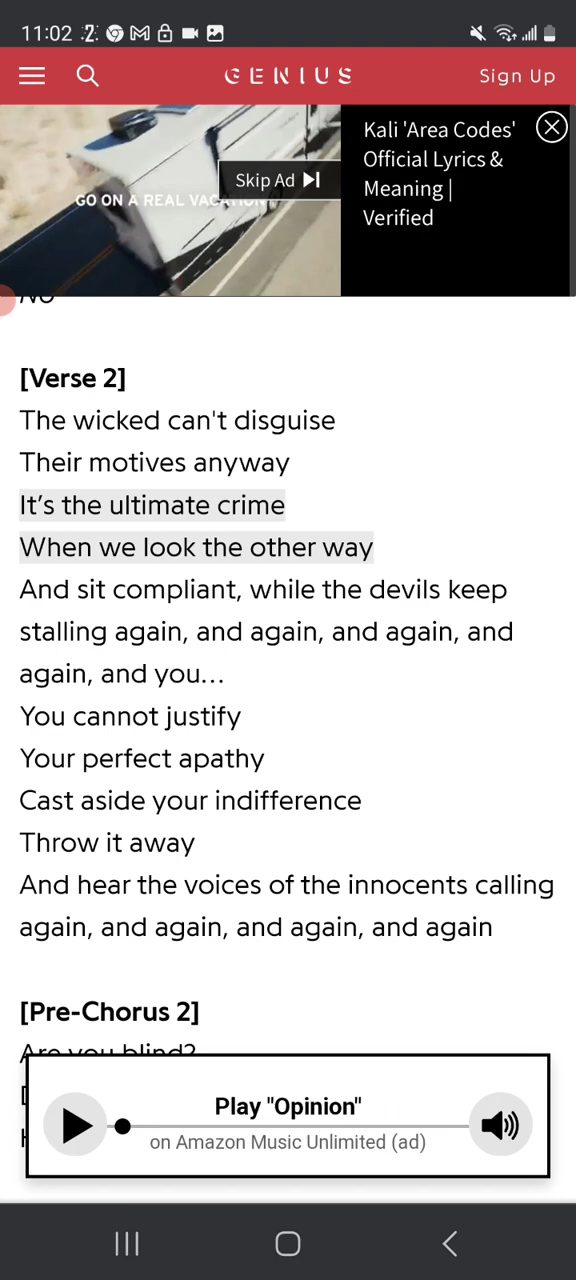 11:02
GENIUS
Sign Up
Skip Ad
GO ON A REAL VACATION
Kali 'Area Codes'
Official Lyrics &
Meaning |
Verified
No
[Verse 2]
The wicked can't disguise
Their motives anyway
It’s the ultimate crime
When we look the other way
And sit compliant, while the devils keep
stalling again, and again, and again, and
again, and you…
You cannot justify
Your perfect apathy
Cast aside your indifference
Throw it away
And hear the voices of the innocents calling
again, and again, and again, and again
[Pre-Chorus 2]
Are you blind?
Play "Opinion"
on Amazon Music Unlimited (ad)